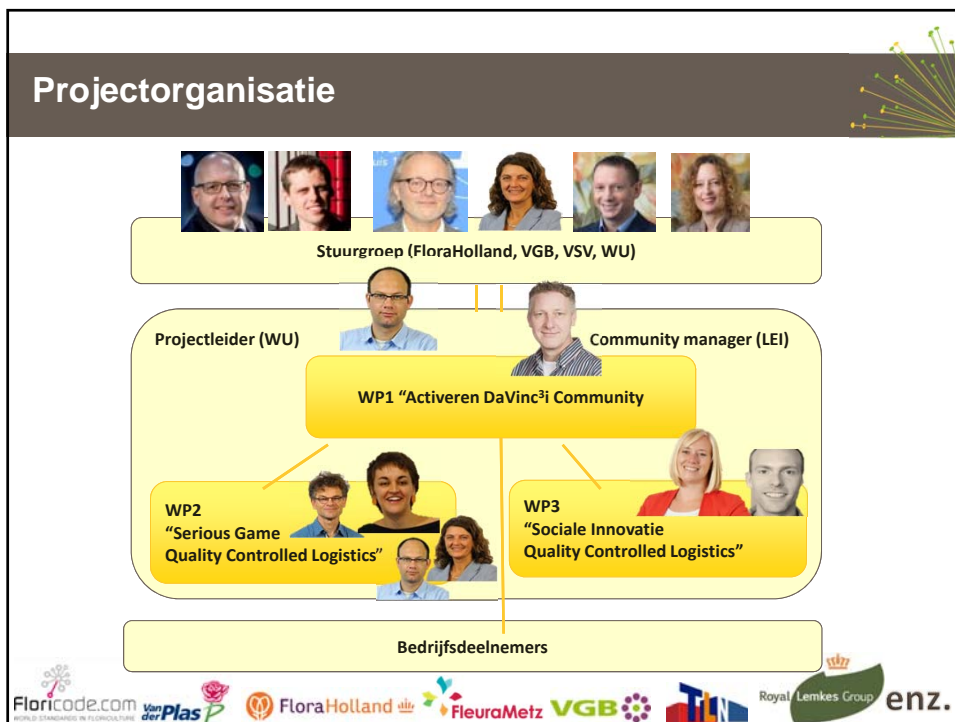 Projectorganisatie
Stuurgroep (FloraHolland, VGB, VSV, WU)
Projectleider (WU)
Community manager (LEI)
WP1 “Activeren DaVinc³i Community
WP2
“Serious Game
Quality Controlled Logistics”
WP3
“Sociale Innovatie
Quality Controlled Logistics”
Bedrijfsdeelnemers
Floricode.com
WORLD STANDARDS IN FLORICULTURE
Van der Plas
FloraHolland
FleuraMetz
VGB
TLN
Royal Lemkes Group
enz.